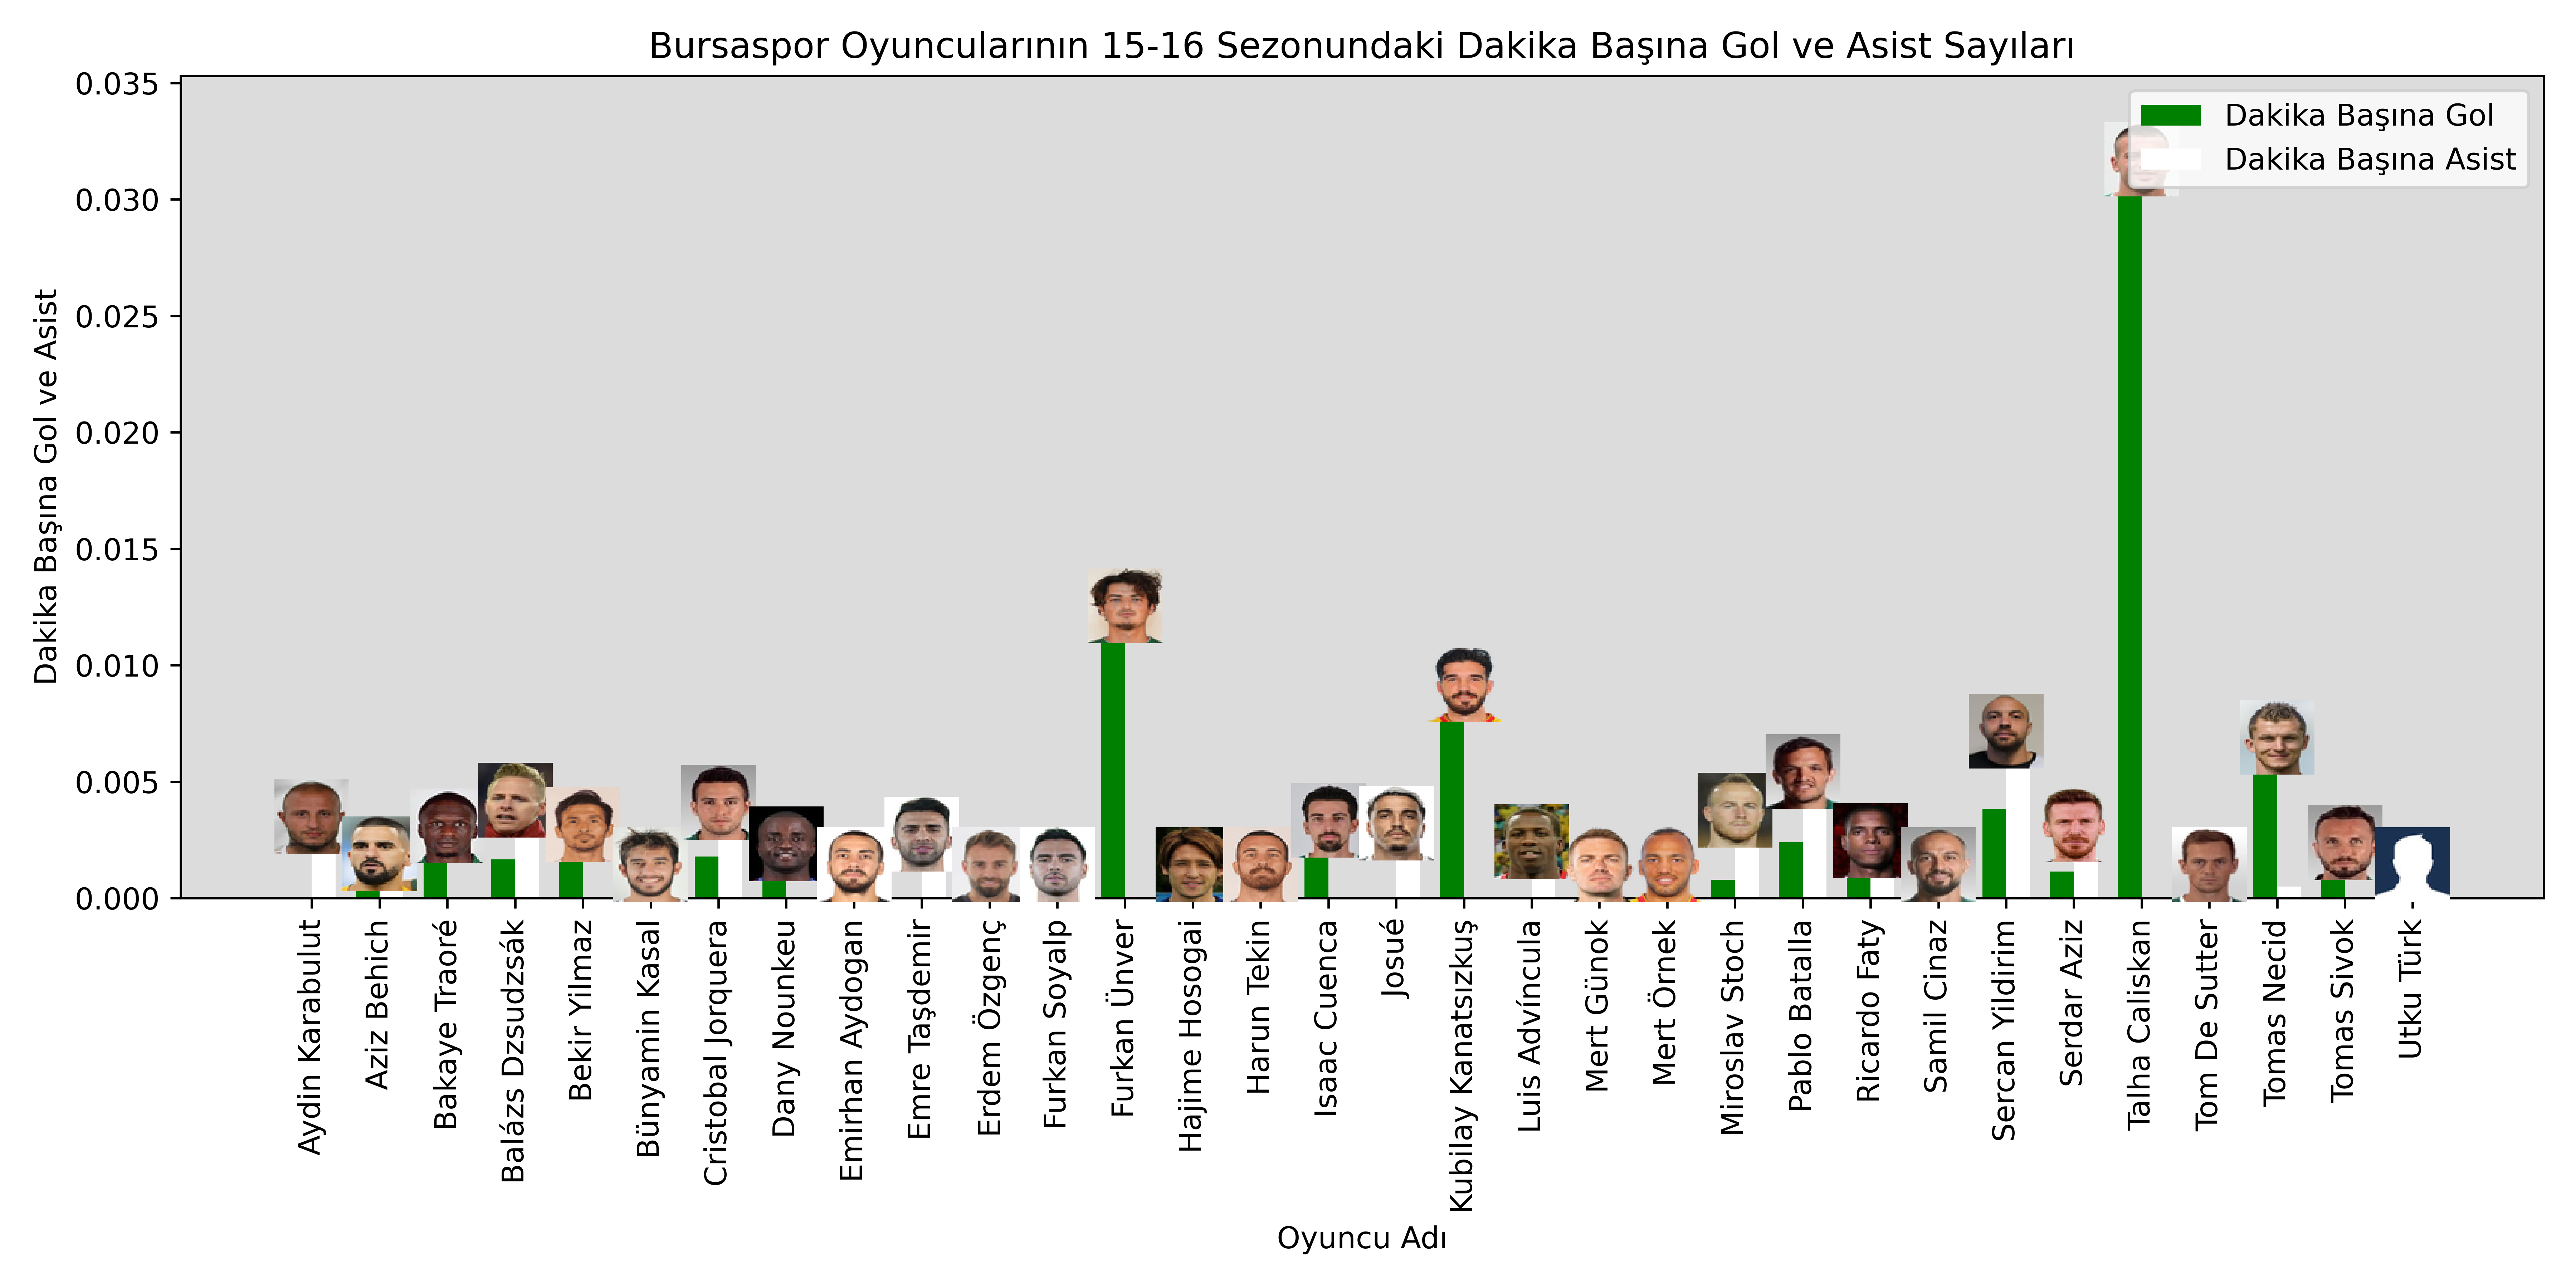 Bursaspor Oyuncularının 15-16 Sezonundaki Dakika Başına Gol ve Asist Sayıları
Dakika Başına Gol
Dakika Başına Asist
Dakika Başına Gol ve Asist
0.035
0.030
0.025
0.020
0.015
0.010
0.005
0.000
Aydin Karabulut
Aziz Behich
Bakaye Traoré
Balázs Dzsudzsák
Bekir Yilmaz
Bünyamin Kasal
Cristobal Jorquera
Dany Nounkeu
Emirhan Aydogan
Emre Taşdemir
Erdem Özgenç
Furkan Soyalp
Furkan Ünver
Hajime Hosogai
Harun Tekin
Isaac Cuenca
Josué
Kubilay Kanatsızkuş
Luis Advíncula
Mert Günok
Mert Örnek
Miroslav Stoch
Pablo Batalla
Ricardo Faty
Samil Cinaz
Sercan Yildirim
Serdar Aziz
Talha Caliskan
Tom De Sutter
Tomas Necid
Tomas Sivok
Utku Türk
Oyuncu Adı